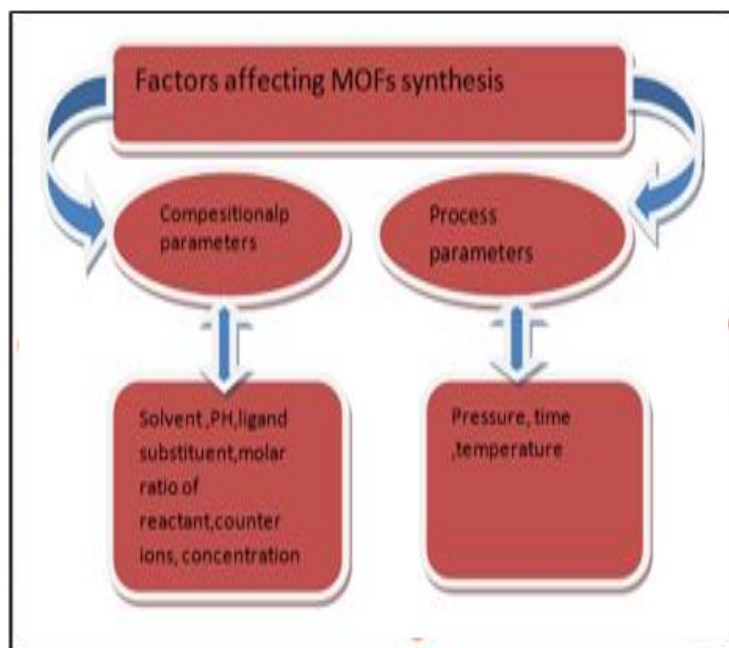 Factors affecting MOFs synthesis
Compesitionalp
parameters
Process
parameters
Solvent ,PH,ligand
substituent,molar
ratio of
reactant,counter
ions, concentration
Pressure, time
,temperature